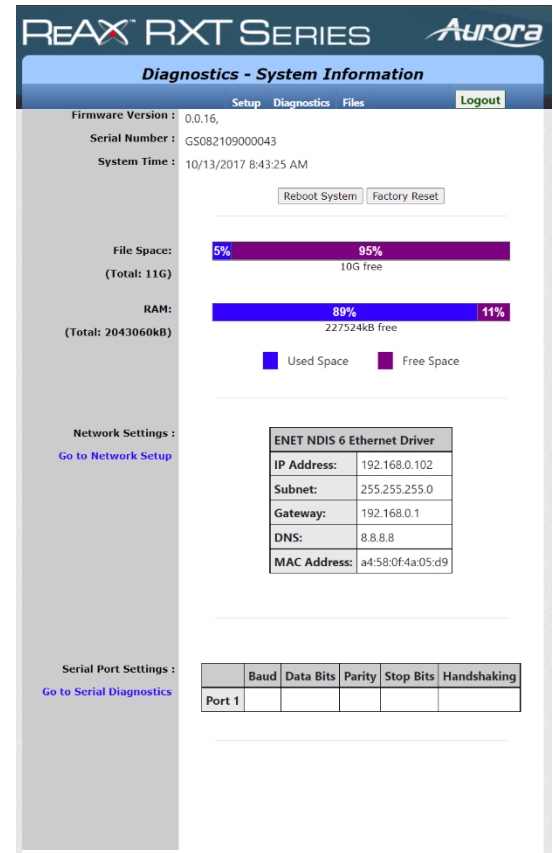 ReAX™ RXT Series Aurora
Diagnostics - System Information
Setup Diagnostics Files Logout
Firmware Version : 0.0.16,
Serial Number : GS082109000043
System Time : 10/13/2017 8:43:25 AM
Reboot System Factory Reset
File Space: 5% 95%
(Total: 11G) 10G free
RAM: 89% 11%
(Total: 2043060kB) 227524kB free
Used Space Free Space
Network Settings : ENET NDIS 6 Ethernet Driver
Go to Network Setup IP Address: 192.168.0.102
Subnet: 255.255.255.0
Gateway: 192.168.0.1
DNS: 8.8.8.8
MAC Address: a4:58:0f:4a:05:d9
Serial Port Settings : Baud Data Bits Parity Stop Bits Handshaking
Go to Serial Diagnostics Port 1